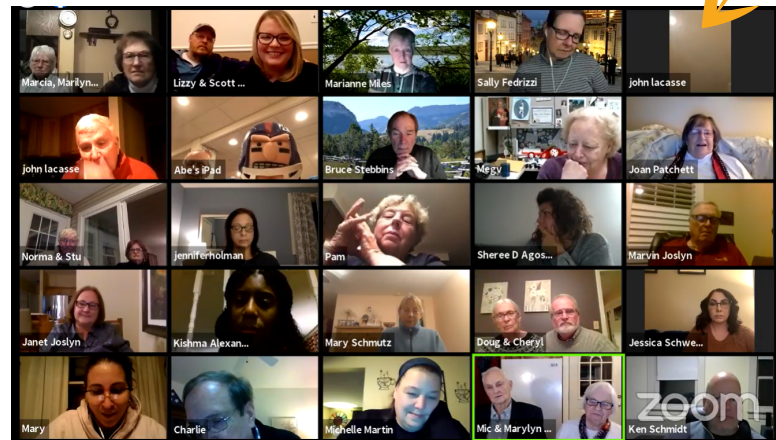 Marcia, Marilyn...
Lizzy & Scott ...
Marianne Miles
Sally Fedrizzi
john lacasse
john lacasse
Abe's iPad
Bruce Stebbins
Megv
Joan Patchett
Norma & Stu
jenniferholman
Pam
Sheree D Agos...
Marvin Joslyn
Janet Joslyn
Kishma Alexan...
Mary Schmutz
Doug & Cheryl
Jessica Schwe...
Mary
Charlie
Michelle Martin
Mic & Marylyn ...
Ken Schmidt
zoom